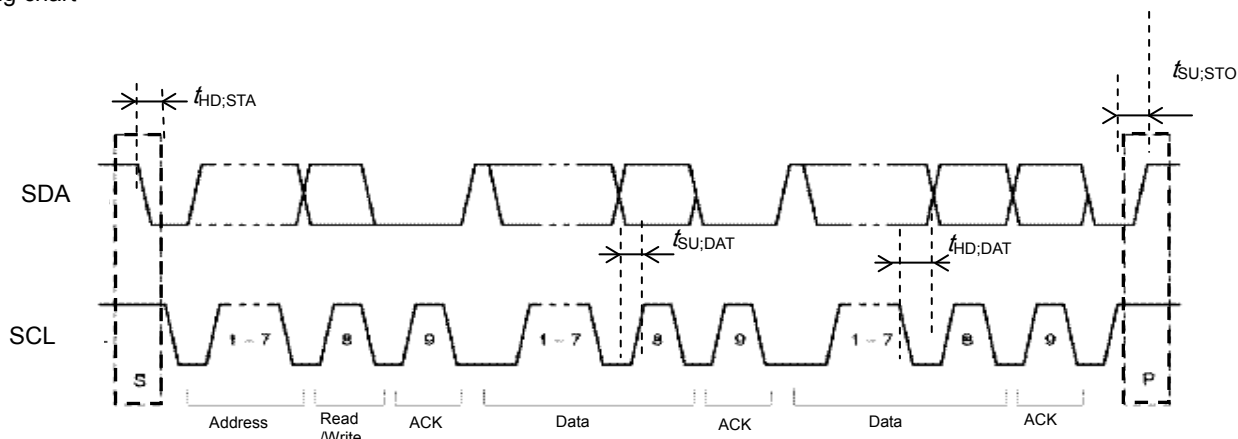 g chart
tHD;STA
tSU;STO
SDA
tSU;DAT
tHD;DAT
SCL
1 – 7 8 9 1 – 7 8 9 1 – 7 8 9
S P
Address Read ACK Data ACK Data ACK
/Write